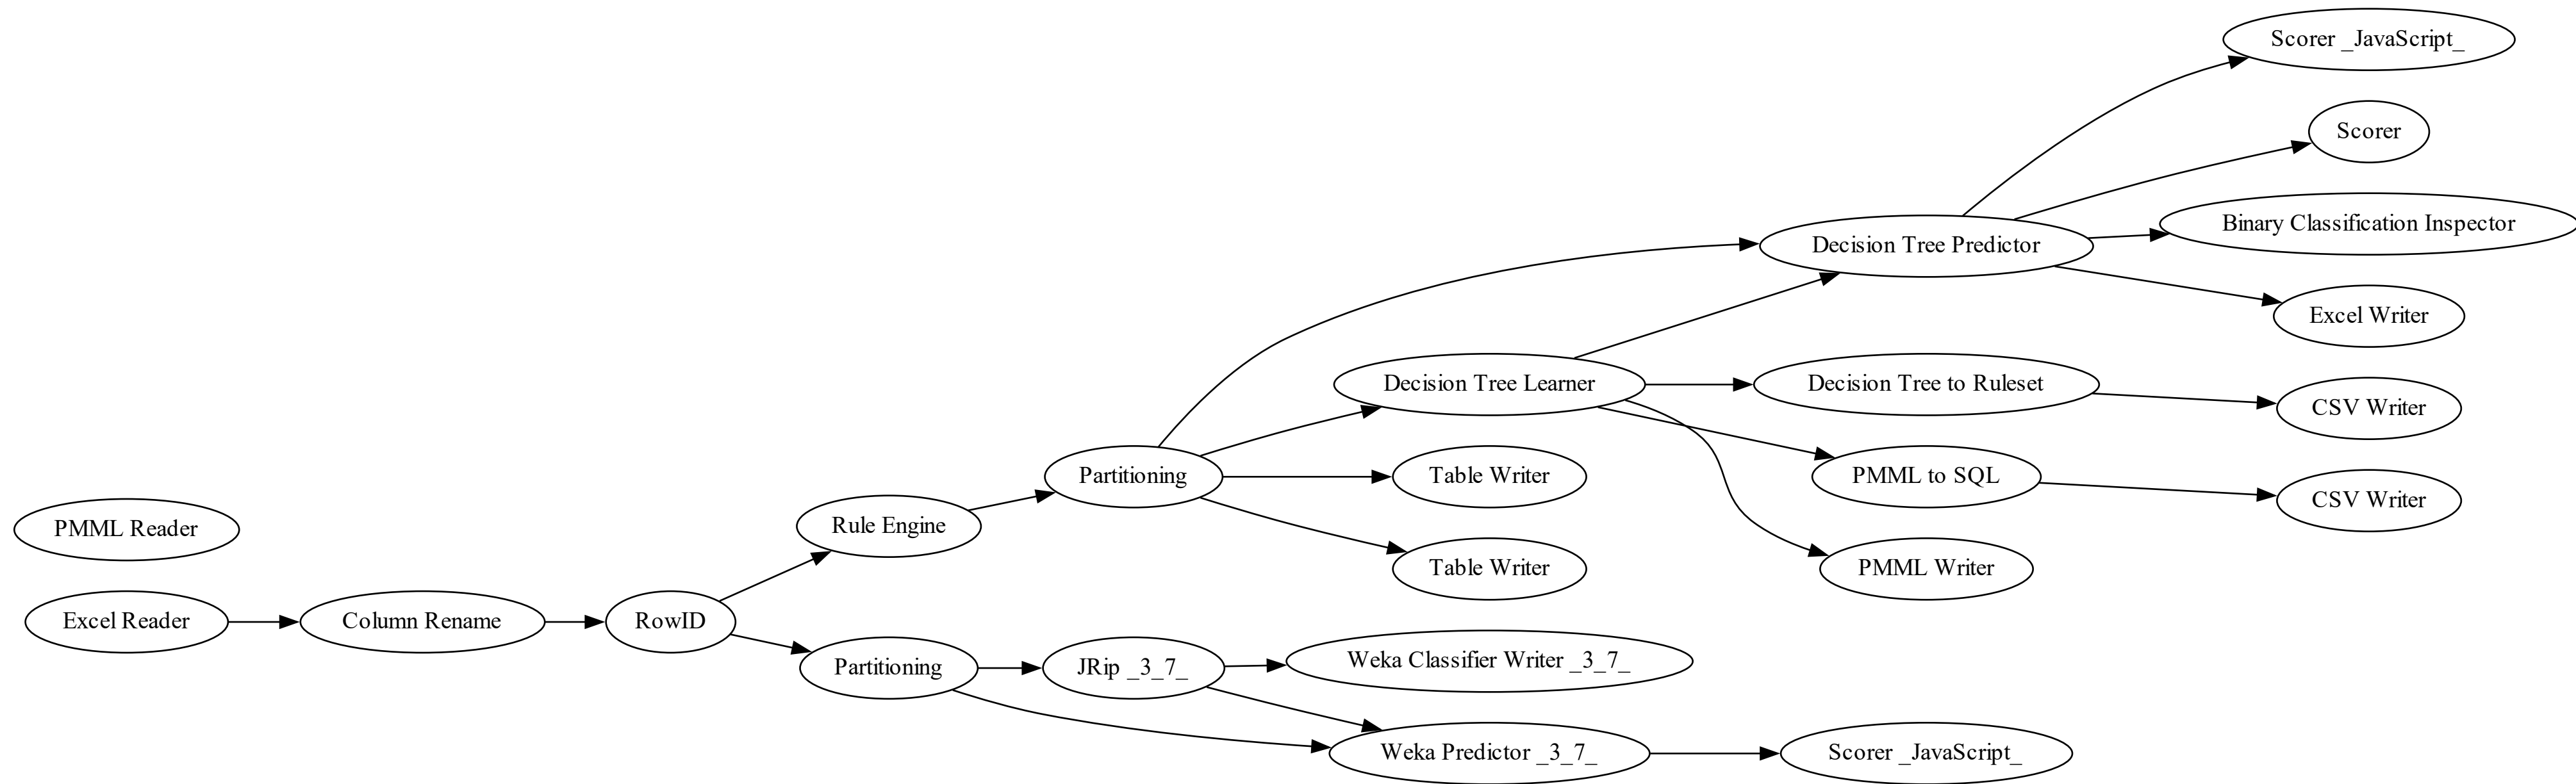 Scorer _JavaScript_
Scorer
Binary Classification Inspector
Decision Tree Predictor
Excel Writer
Decision Tree Learner
Decision Tree to Ruleset
CSV Writer
Partitioning
Table Writer
PMML to SQL
CSV Writer
PMML Reader
Rule Engine
Table Writer
PMML Writer
Excel Reader
Column Rename
RowID
Partitioning
JRip _3_7_
Weka Classifier Writer _3_7_
Weka Predictor _3_7_
Scorer _JavaScript_